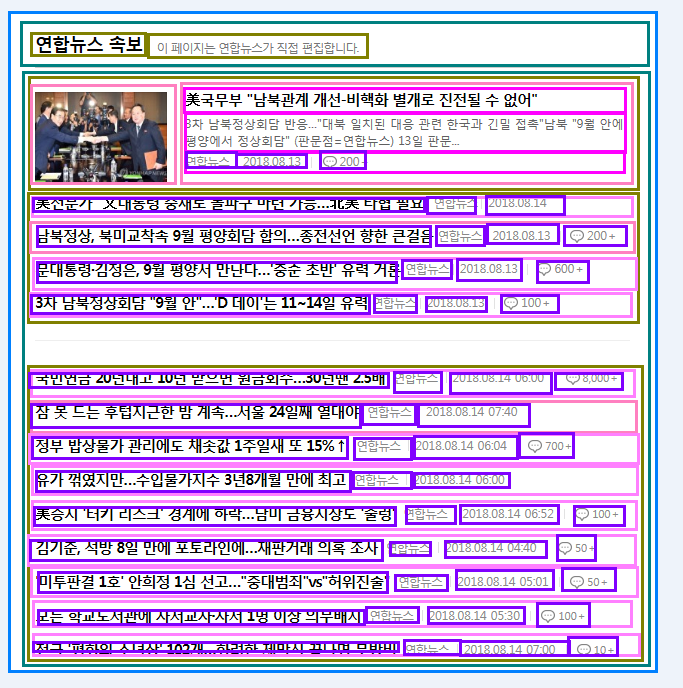 연합뉴스 속보 이 페이지는 연합뉴스가 직접 편집합니다.
美국무부 "남북관계 개선-비핵화 별개로 진전될 수 없어"
3차 남북정상회담 반응..."대북 일치된 대응 관련 한국과 긴밀 접촉"남북 "9월 안에
평양에서 정상회담" (판문점=연합뉴스) 13일 판문...
연합뉴스 2018.08.13 200+
美전문가 "文대통령 중재로 돌파구 마련 가능...北美 타협 필요 연합뉴스 2018.08.14
남북정상, 북미교착속 9월 평양회담 합의...종전선언 향한 큰걸음 연합뉴스 2018.08.13 200+
문대통령·김정은, 9월 평양서 만난다...'중순 초반' 유력 거론 연합뉴스 2018.08.13 600+
3차 남북정상회담 "9월 안"...'D 데이'는 11~14일 유력 연합뉴스 2018.08.13 100+
국민연금 20년내고 10년 받으면 원금회수...30년땐 2.5배 연합뉴스 2018.08.14 06:00 8,000+
잠 못 드는 후텁지근한 밤 계속...서울 24일째 열대야 연합뉴스 2018.08.14 07:40
정부 밥상물가 관리에도 채솟값 1주일새 또 15%↑ 연합뉴스 2018.08.14 06:04 700+
유가 꺾였지만...수입물가지수 3년8개월 만에 최고 연합뉴스 2018.08.14 06:00
美증시 '터키 리스크' 경계에 하락...남미 금융시장도 '출렁' 연합뉴스 2018.08.14 06:52 100+
김기춘, 석방 8일 만에 포토라인에...재판거래 의혹 조사 연합뉴스 2018.08.14 04:40 50+
'미투판결 1호' 안희정 1심 선고..."중대범죄"vs"허위진술" 연합뉴스 2018.08.14 05:01 50+
모든 학교도서관에 사서교사·사서 1명 이상 의무배치 연합뉴스 2018.08.14 05:30 100+
전국 '평화의 소녀상' 102개...허러한 제막식 끝나면 무방비 연합뉴스 2018.08.14 07:00 10+